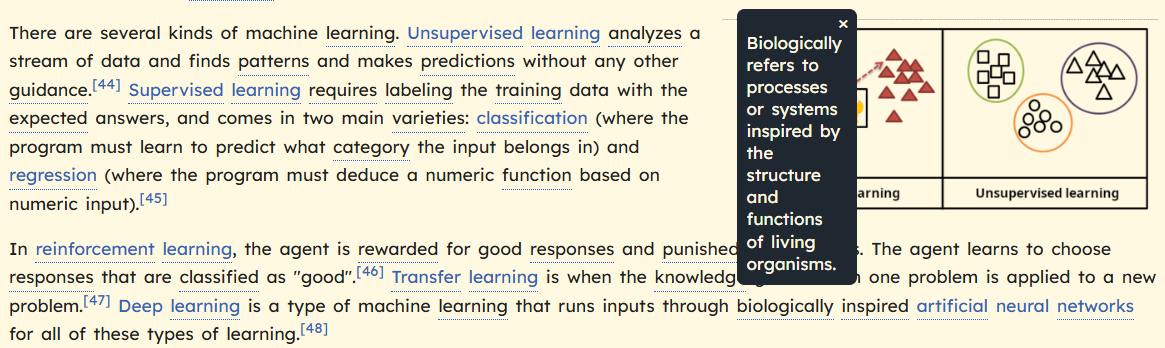 There are several kinds of machine learning. Unsupervised learning analyzes a
stream of data and finds patterns and makes predictions without any other
guidance.[44] Supervised learning requires labeling the training data with the
expected answers, and comes in two main varieties: classification (where the
program must learn to predict what category the input belongs in) and
regression (where the program must deduce a numeric function based on
numeric input).[45]
×
Biologically
refers to
processes
or systems
inspired by
the
structure
and
functions
of living
organisms.
Unsupervised learning
In reinforcement learning, the agent is rewarded for good responses and punished
. The agent learns to choose
responses that are classified as "good".[46] Transfer learning is when the
one problem is applied to a new
problem.[47] Deep learning is a type of machine learning that runs inputs through biologically inspired artificial neural networks
for all of these types of learning.[48]